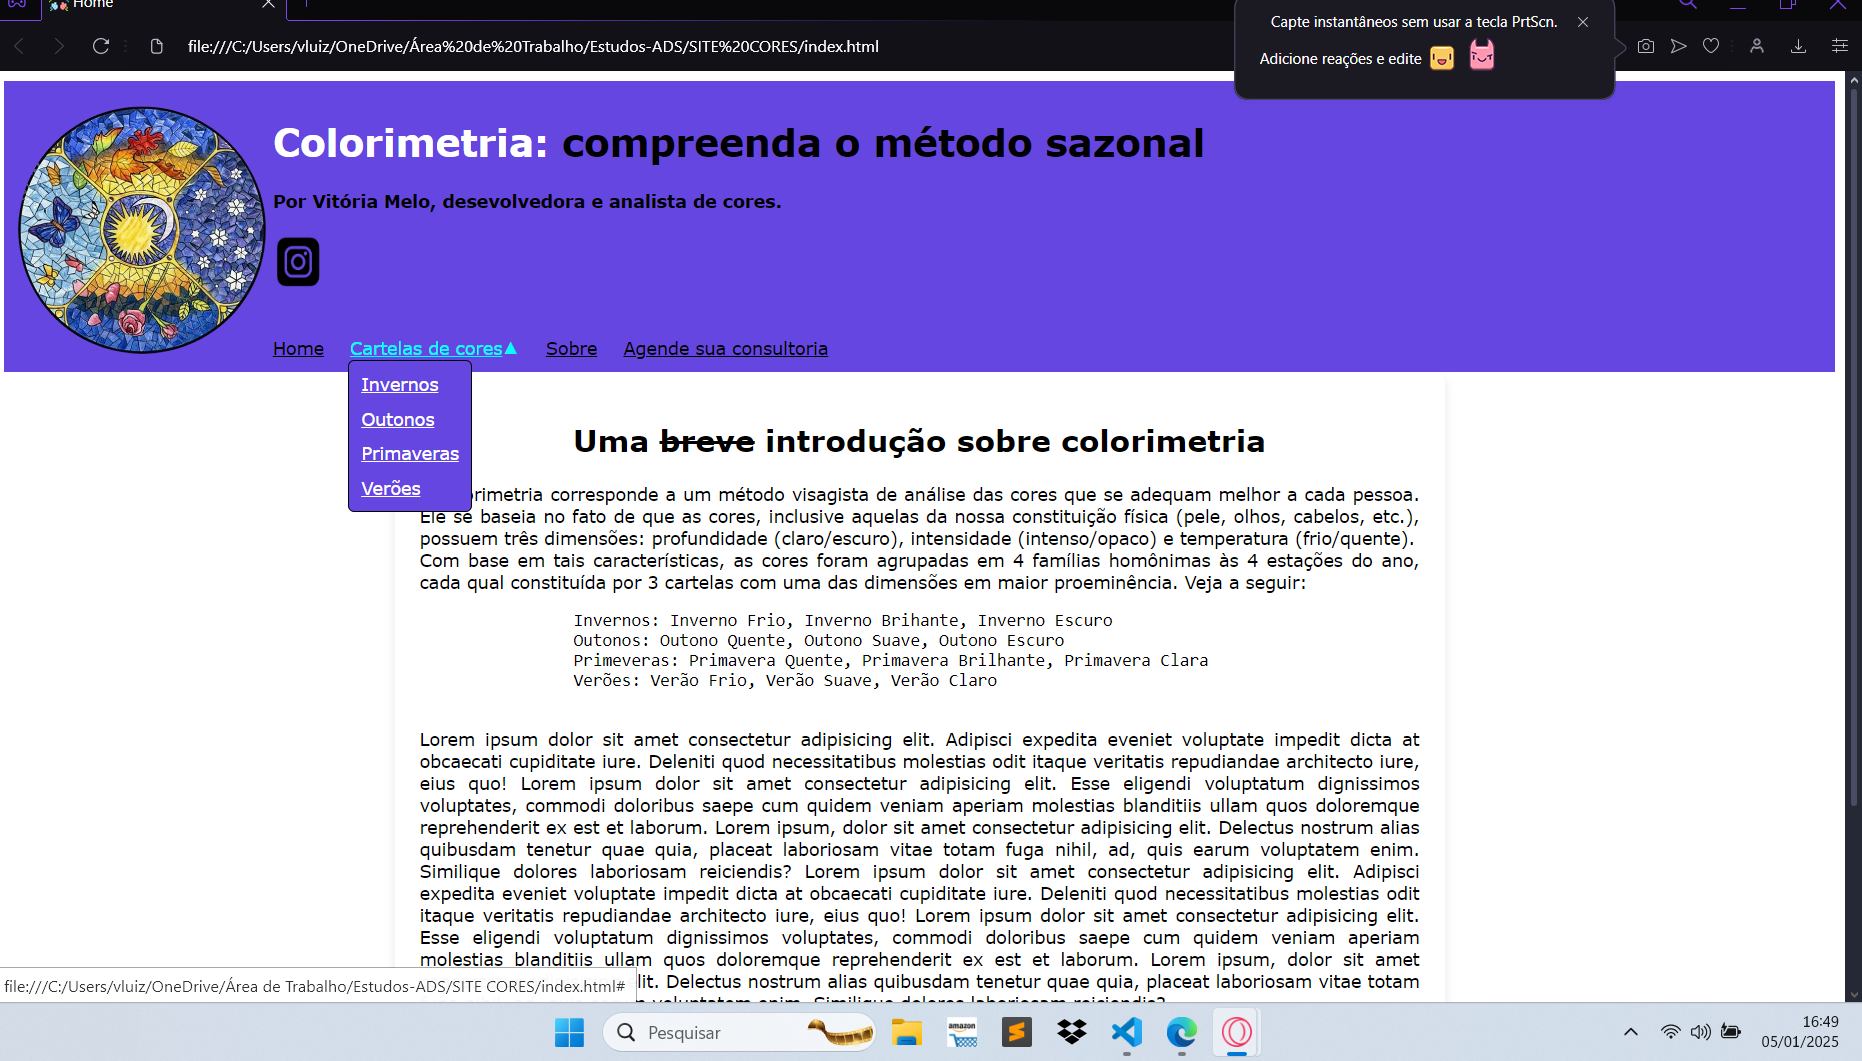 Home
Capte instantâneos sem usar a tecla PrtScn.
Adicione reações e edite
file:///C:/Users/vluiz/OneDrive/Área%20de%20Trabalho/Estudos-ADS/SITE%20CORES/index.html
Colorimetria: compreenda o método sazonal
Por Vitória Melo, desevolvedora e analista de cores.
Home Cartelas de cores▲ Sobre Agende sua consultoria
Invernos
Outonos
Primaveras
Verões
Uma breve introdução sobre colorimetria
rimetria corresponde a um método visagista de análise das cores que se adequam melhor a cada pessoa.
Ele se baseia no fato de que as cores, inclusive aquelas da nossa constituição física (pele, olhos, cabelos, etc.),
possuem três dimensões: profundidade (claro/escuro), intensidade (intenso/opaco) e temperatura (frio/quente).
Com base em tais características, as cores foram agrupadas em 4 famílias homônimas às 4 estações do ano,
cada qual constituída por 3 cartelas com uma das dimensões em maior proeminência. Veja a seguir:
Invernos: Inverno Frio, Inverno Brihante, Inverno Escuro
Outonos: Outono Quente, Outono Suave, Outono Escuro
Primeveras: Primavera Quente, Primavera Brilhante, Primavera Clara
Verões: Verão Frio, Verão Suave, Verão Claro
Lorem ipsum dolor sit amet consectetur adipisicing elit. Adipisci expedita eveniet voluptate impedit dicta at
obcaecati cupiditate iure. Deleniti quod necessitatibus molestias odit itaque veritatis repudiandae architecto iure,
eius quo! Lorem ipsum dolor sit amet consectetur adipisicing elit. Esse eligendi voluptatum dignissimos
voluptates, commodi doloribus saepe cum quidem veniam aperiam molestias blanditiis ullam quos doloremque
reprehenderit ex est et laborum. Lorem ipsum, dolor sit amet consectetur adipisicing elit. Delectus nostrum alias
quibusdam tenetur quae quia, placeat laboriosam vitae totam fuga nihil, ad, quis earum voluptatem enim.
Similique dolores laboriosam reiciendis? Lorem ipsum dolor sit amet consectetur adipisicing elit. Adipisci
expedita eveniet voluptate impedit dicta at obcaecati cupiditate iure. Deleniti quod necessitatibus molestias odit
itaque veritatis repudiandae architecto iure, eius quo! Lorem ipsum dolor sit amet consectetur adipisicing elit.
Esse eligendi voluptatum dignissimos voluptates, commodi doloribus saepe cum quidem veniam aperiam
molestias blanditiis ullam quos doloremque reprehenderit ex est et laborum. Lorem ipsum, dolor sit amet
lit. Delectus nostrum alias quibusdam tenetur quae quia, placeat laboriosam vitae totam
voluptatem enim. Similique dolores laboriosam reiciendis?
file:///C:/Users/vluiz/OneDrive/Área de Trabalho/Estudos-ADS/SITE CORES/index.html#
Pesquisar
amazon
16:49
05/01/2025